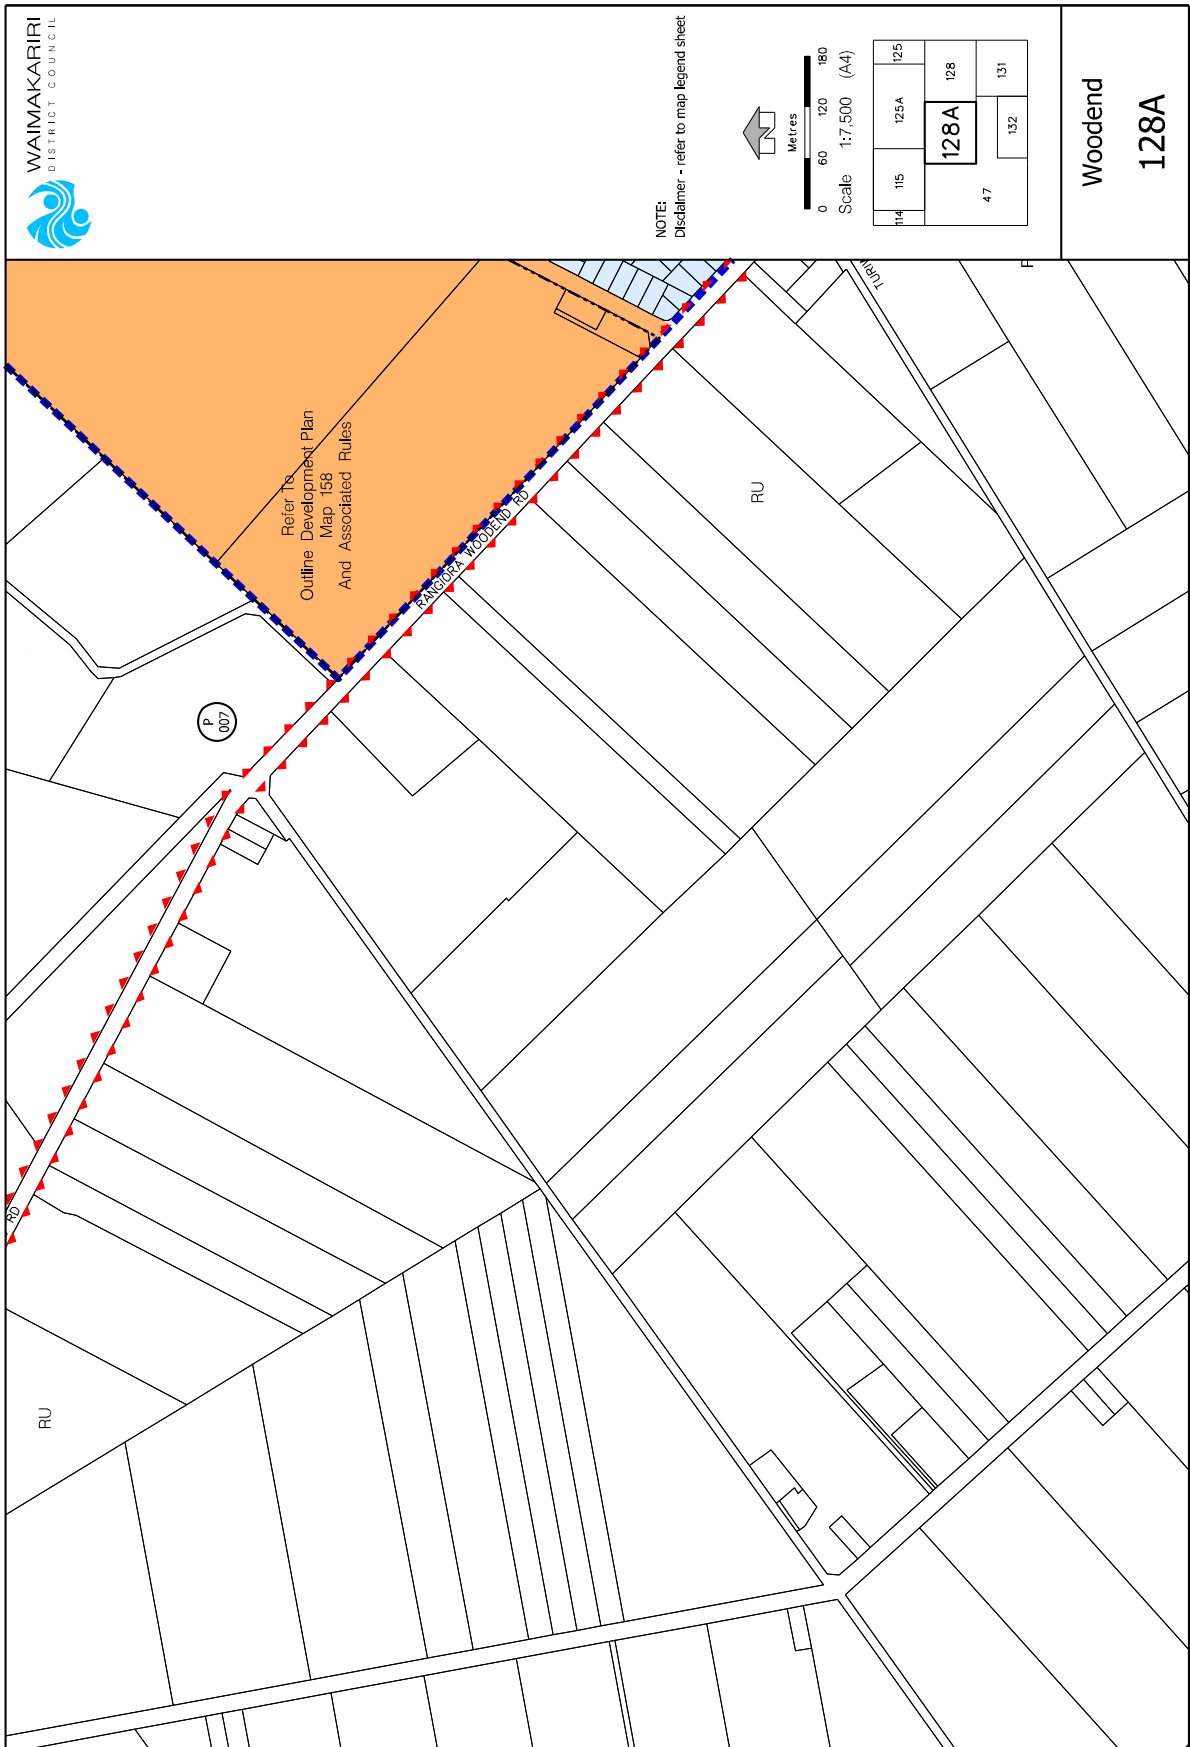 WAIMAKARIRI
DISTRICT COUNCIL
NOTE:
Disclaimer - refer to map legend sheet
Metres
0 60 120 180
Scale 1:7,500 (A4)
114 115 125A 125
47 128A 128
132 131
Woodend
128A
Refer To
Outline Development Plan
Map 158
And Associated Rules
RANGIORA WOODEND RD
RU
P
007
RD
RU